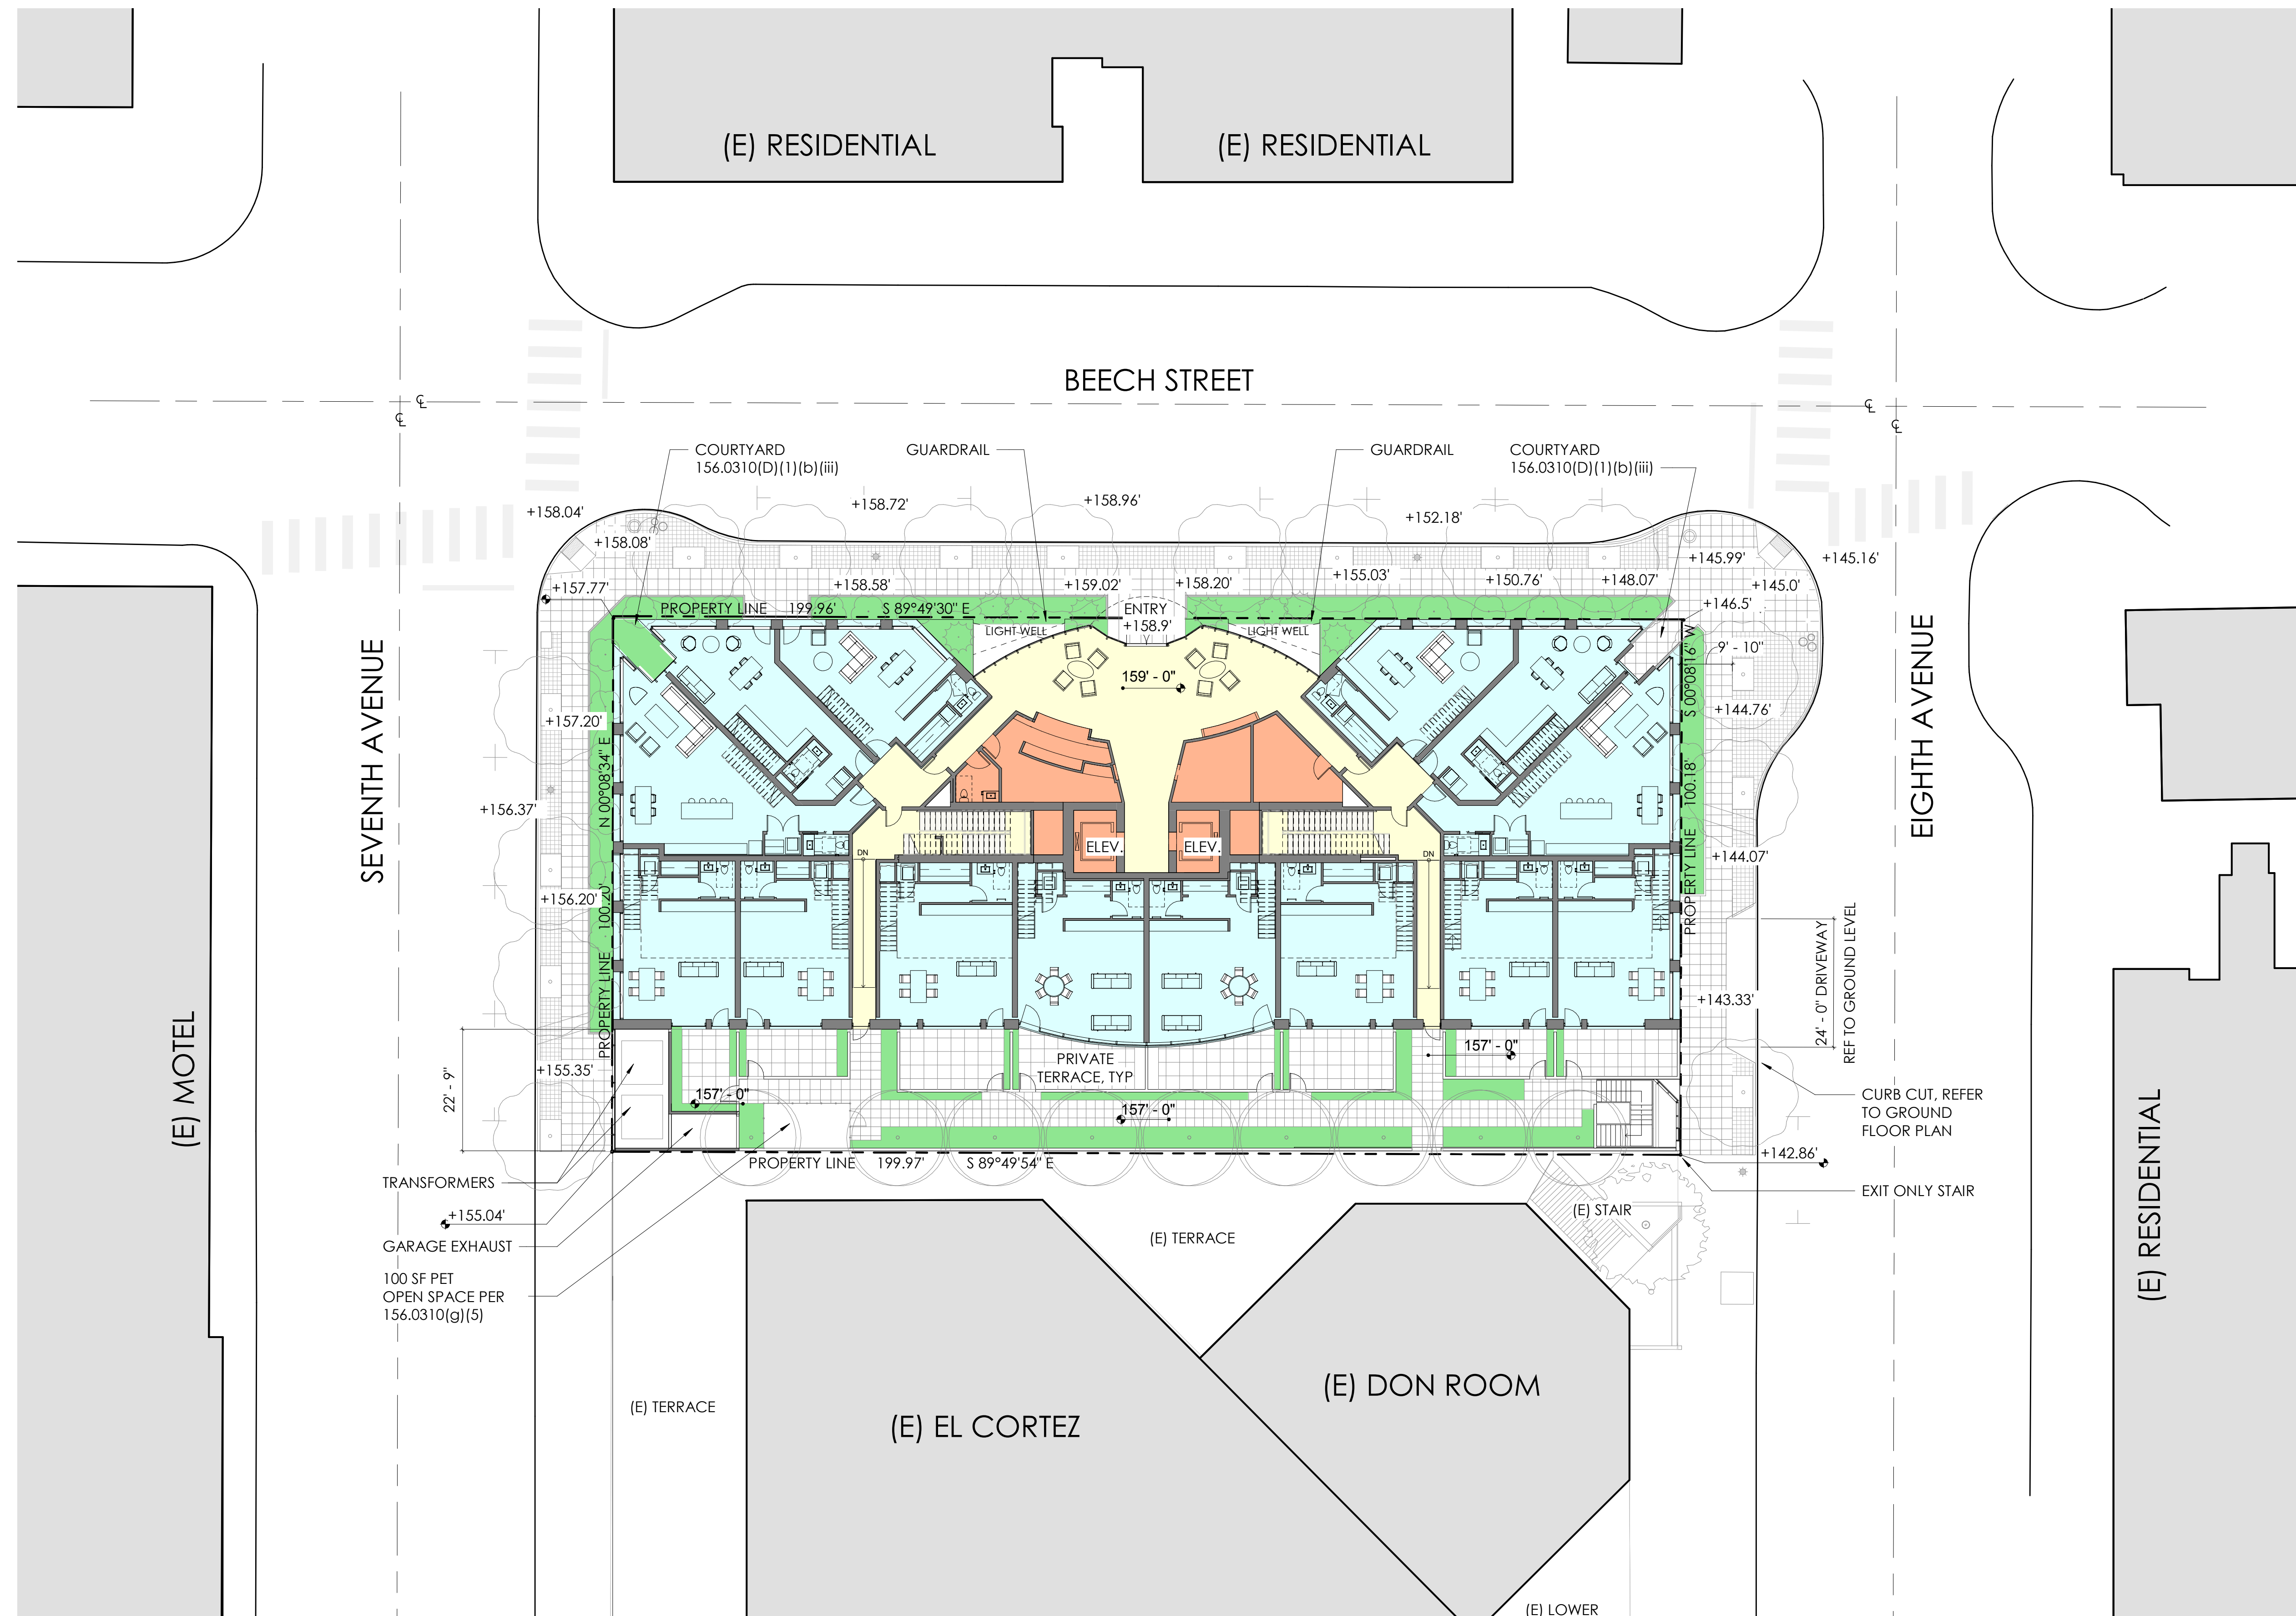 (E) RESIDENTIAL
(E) RESIDENTIAL
BEECH STREET
℄
℄
℄
℄
COURTYARD
156.0310(D)(1)(b)(iii)
GUARDRAIL
GUARDRAIL
COURTYARD
156.0310(D)(1)(b)(iii)
+158.04'
+158.72'
+158.96'
+152.18'
+158.08'
+145.99'
+145.16'
+157.77'
+158.58'
+159.02'
+158.20'
+155.03'
+150.76'
+148.07'
+145.0'
+146.5'
PROPERTY LINE 199.96' S 89°49'30" E
ENTRY
+158.9'
LIGHT WELL
LIGHT WELL
159' - 0"
9' - 10"
S 00°08'16" W
100.18'
PROPERTY LINE
+144.76'
+157.20'
N 00°08'34" E
100.20'
PROPERTY LINE
+156.37'
+156.20'
+155.35'
SEVENTH AVENUE
EIGHTH AVENUE
ELEV.
ELEV.
DN
DN
+144.07'
+143.33'
24' - 0" DRIVEWAY
REF TO GROUND LEVEL
(E) MOTEL
22' - 9"
PRIVATE
TERRACE, TYP
157' - 0"
157' - 0"
157' - 0"
CURB CUT, REFER
TO GROUND
FLOOR PLAN
+142.86'
EXIT ONLY STAIR
PROPERTY LINE 199.97' S 89°49'54" E
TRANSFORMERS
+155.04'
GARAGE EXHAUST
100 SF PET
OPEN SPACE PER
156.0310(g)(5)
(E) STAIR
(E) TERRACE
(E) TERRACE
(E) EL CORTEZ
(E) DON ROOM
(E) RESIDENTIAL
(E) LOWER